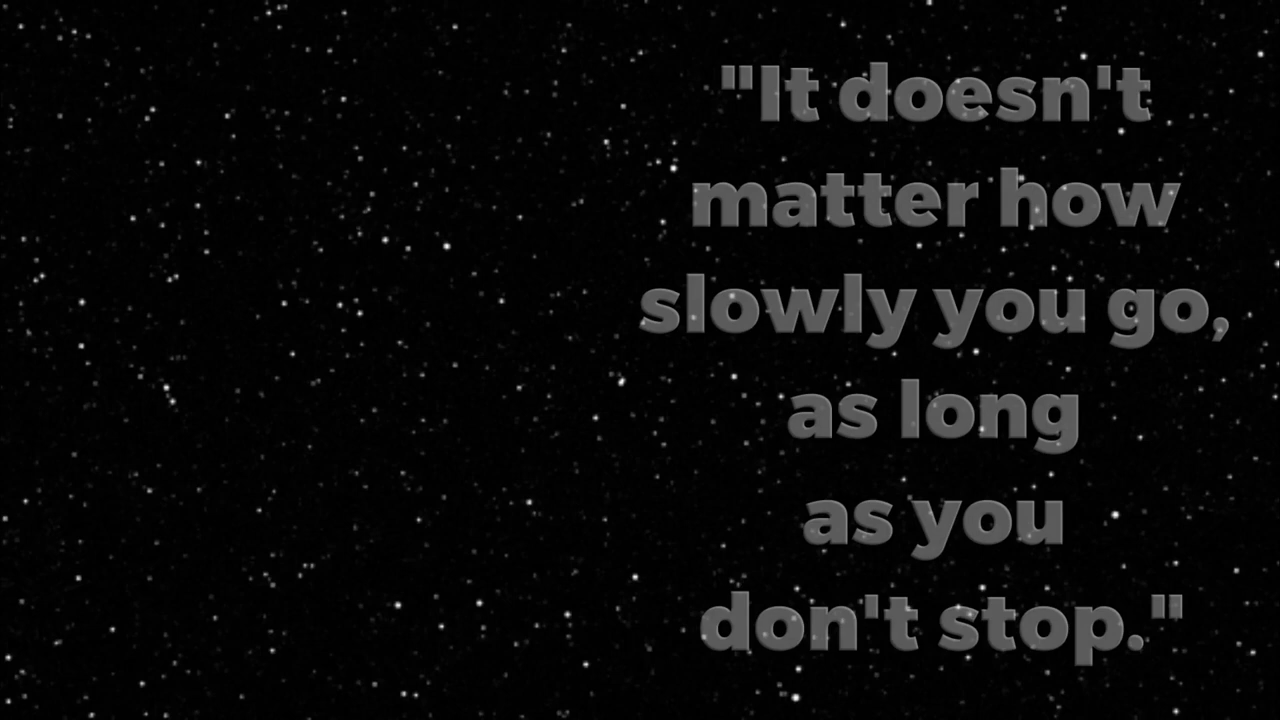 "It doesn't
matter how
slowly you go,
as long
as you
don't stop."